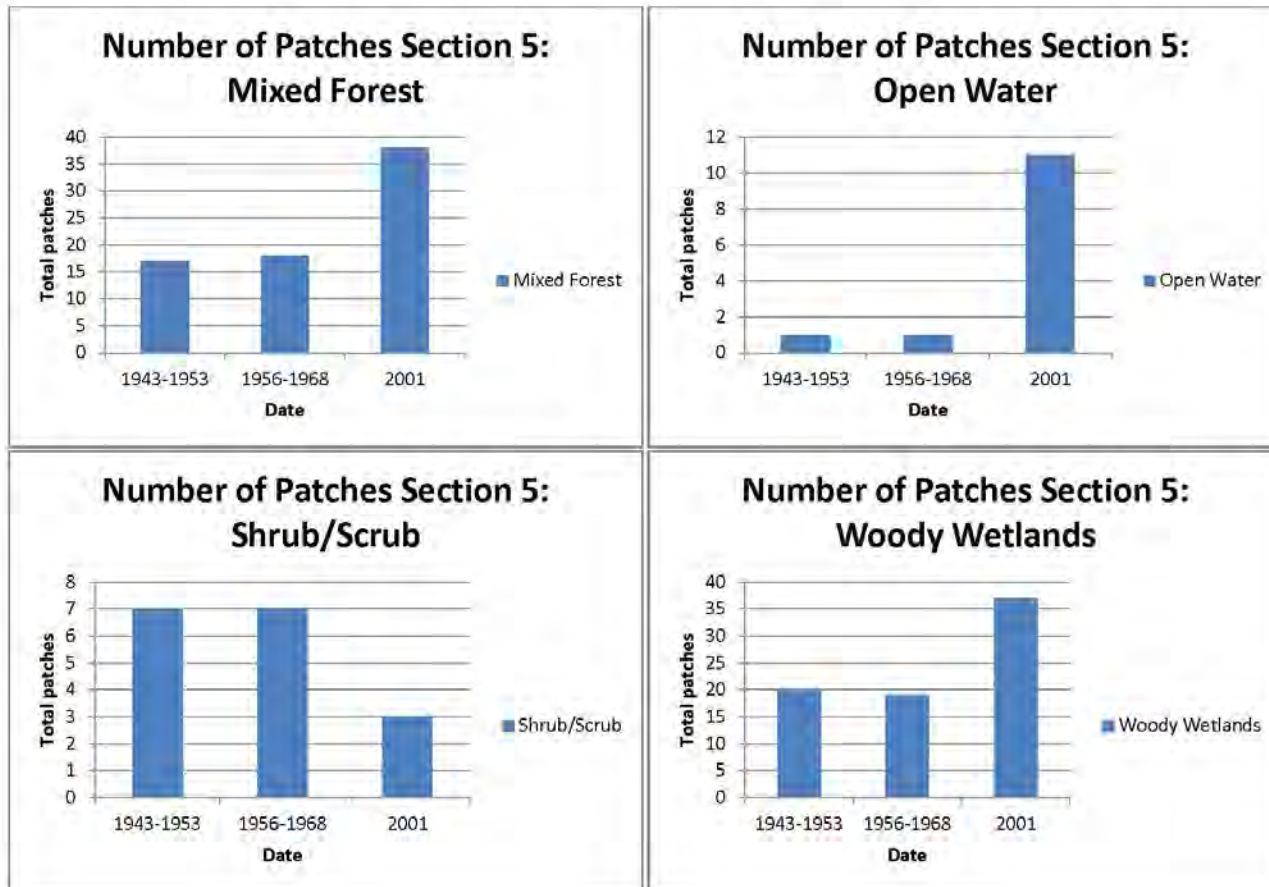 Number of Patches Section 5:
Mixed Forest
40
35
30
25
20
15
10
5
0
Total patches
1943-1953
1956-1968
2001
Date
Mixed Forest
Number of Patches Section 5:
Open Water
12
10
8
6
4
2
0
Total patches
1943-1953
1956-1968
2001
Date
Open Water
Number of Patches Section 5:
Shrub/Scrub
8
7
6
5
4
3
2
1
0
Total patches
1943-1953
1956-1968
2001
Date
Shrub/Scrub
Number of Patches Section 5:
Woody Wetlands
40
35
30
25
20
15
10
5
0
Total patches
1943-1953
1956-1968
2001
Date
Woody Wetlands